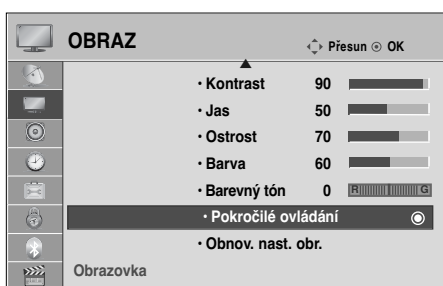 OBRAZ
Přesun OK
• Kontrast 90
• Jas 50
• Ostrost 70
• Barva 60
• Barevný tón 0 R G
• Pokročilé ovládání
• Obnov. nast. obr.
Obrazovka